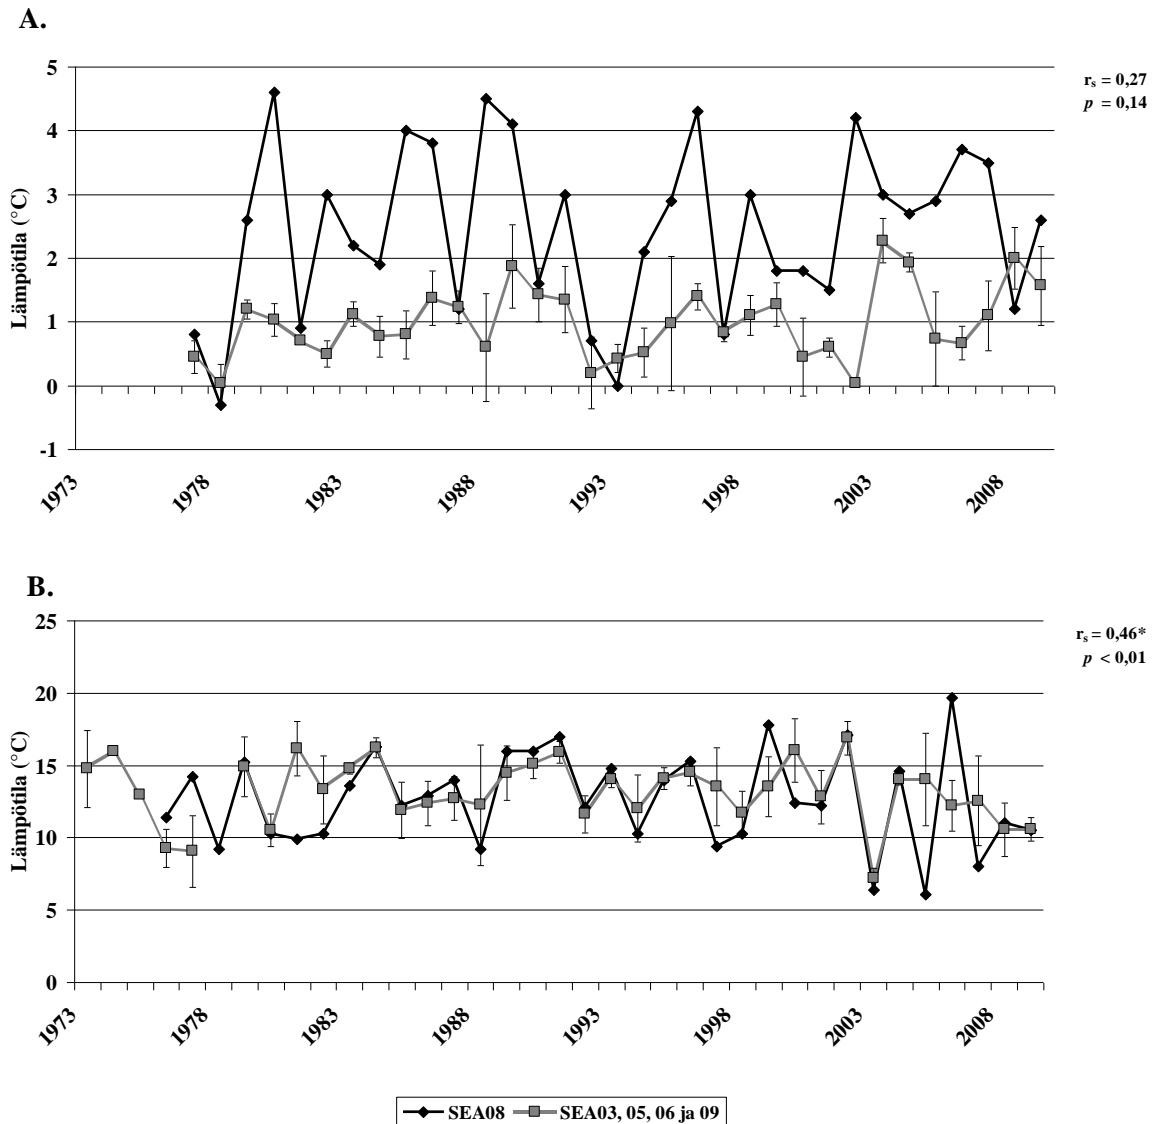 A.
rs = 0,27
p = 0,14
Lämpötila (°C)
5
4
3
2
1
0
-1
1973
1978
1983
1988
1993
1998
2003
2008
B.
rs = 0,46*
p < 0,01
Lämpötila (°C)
25
20
15
10
5
0
1973
1978
1983
1988
1993
1998
2003
2008
SEA08
SEA03, 05, 06 ja 09